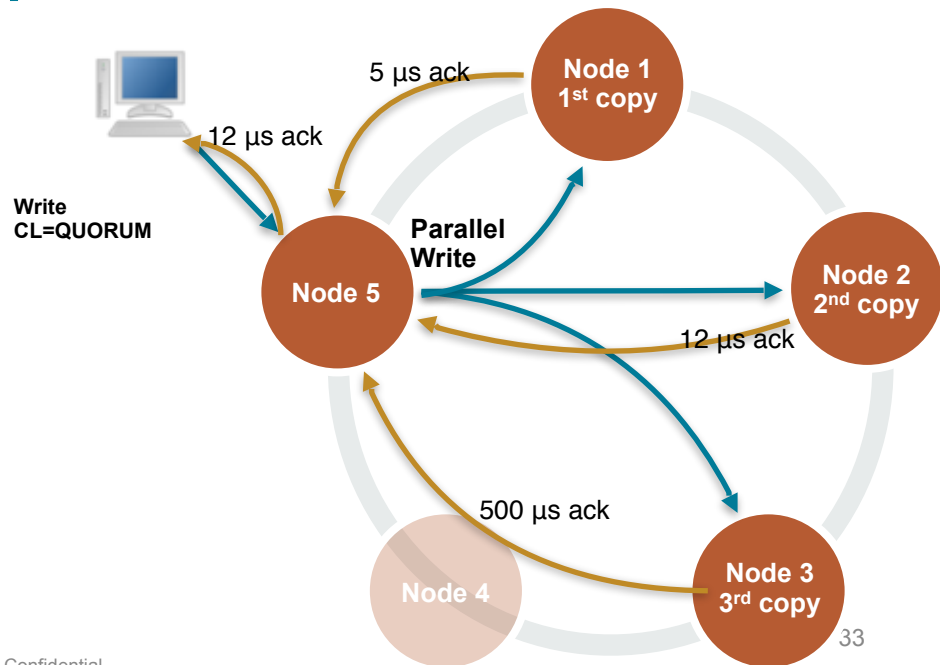 5 µs ack
Node 1
1st copy
12 µs ack
Write
CL=QUORUM
Parallel
Write
Node 5
Node 2
2nd copy
12 µs ack
500 µs ack
Node 4
Node 3
3rd copy
33
Confidential